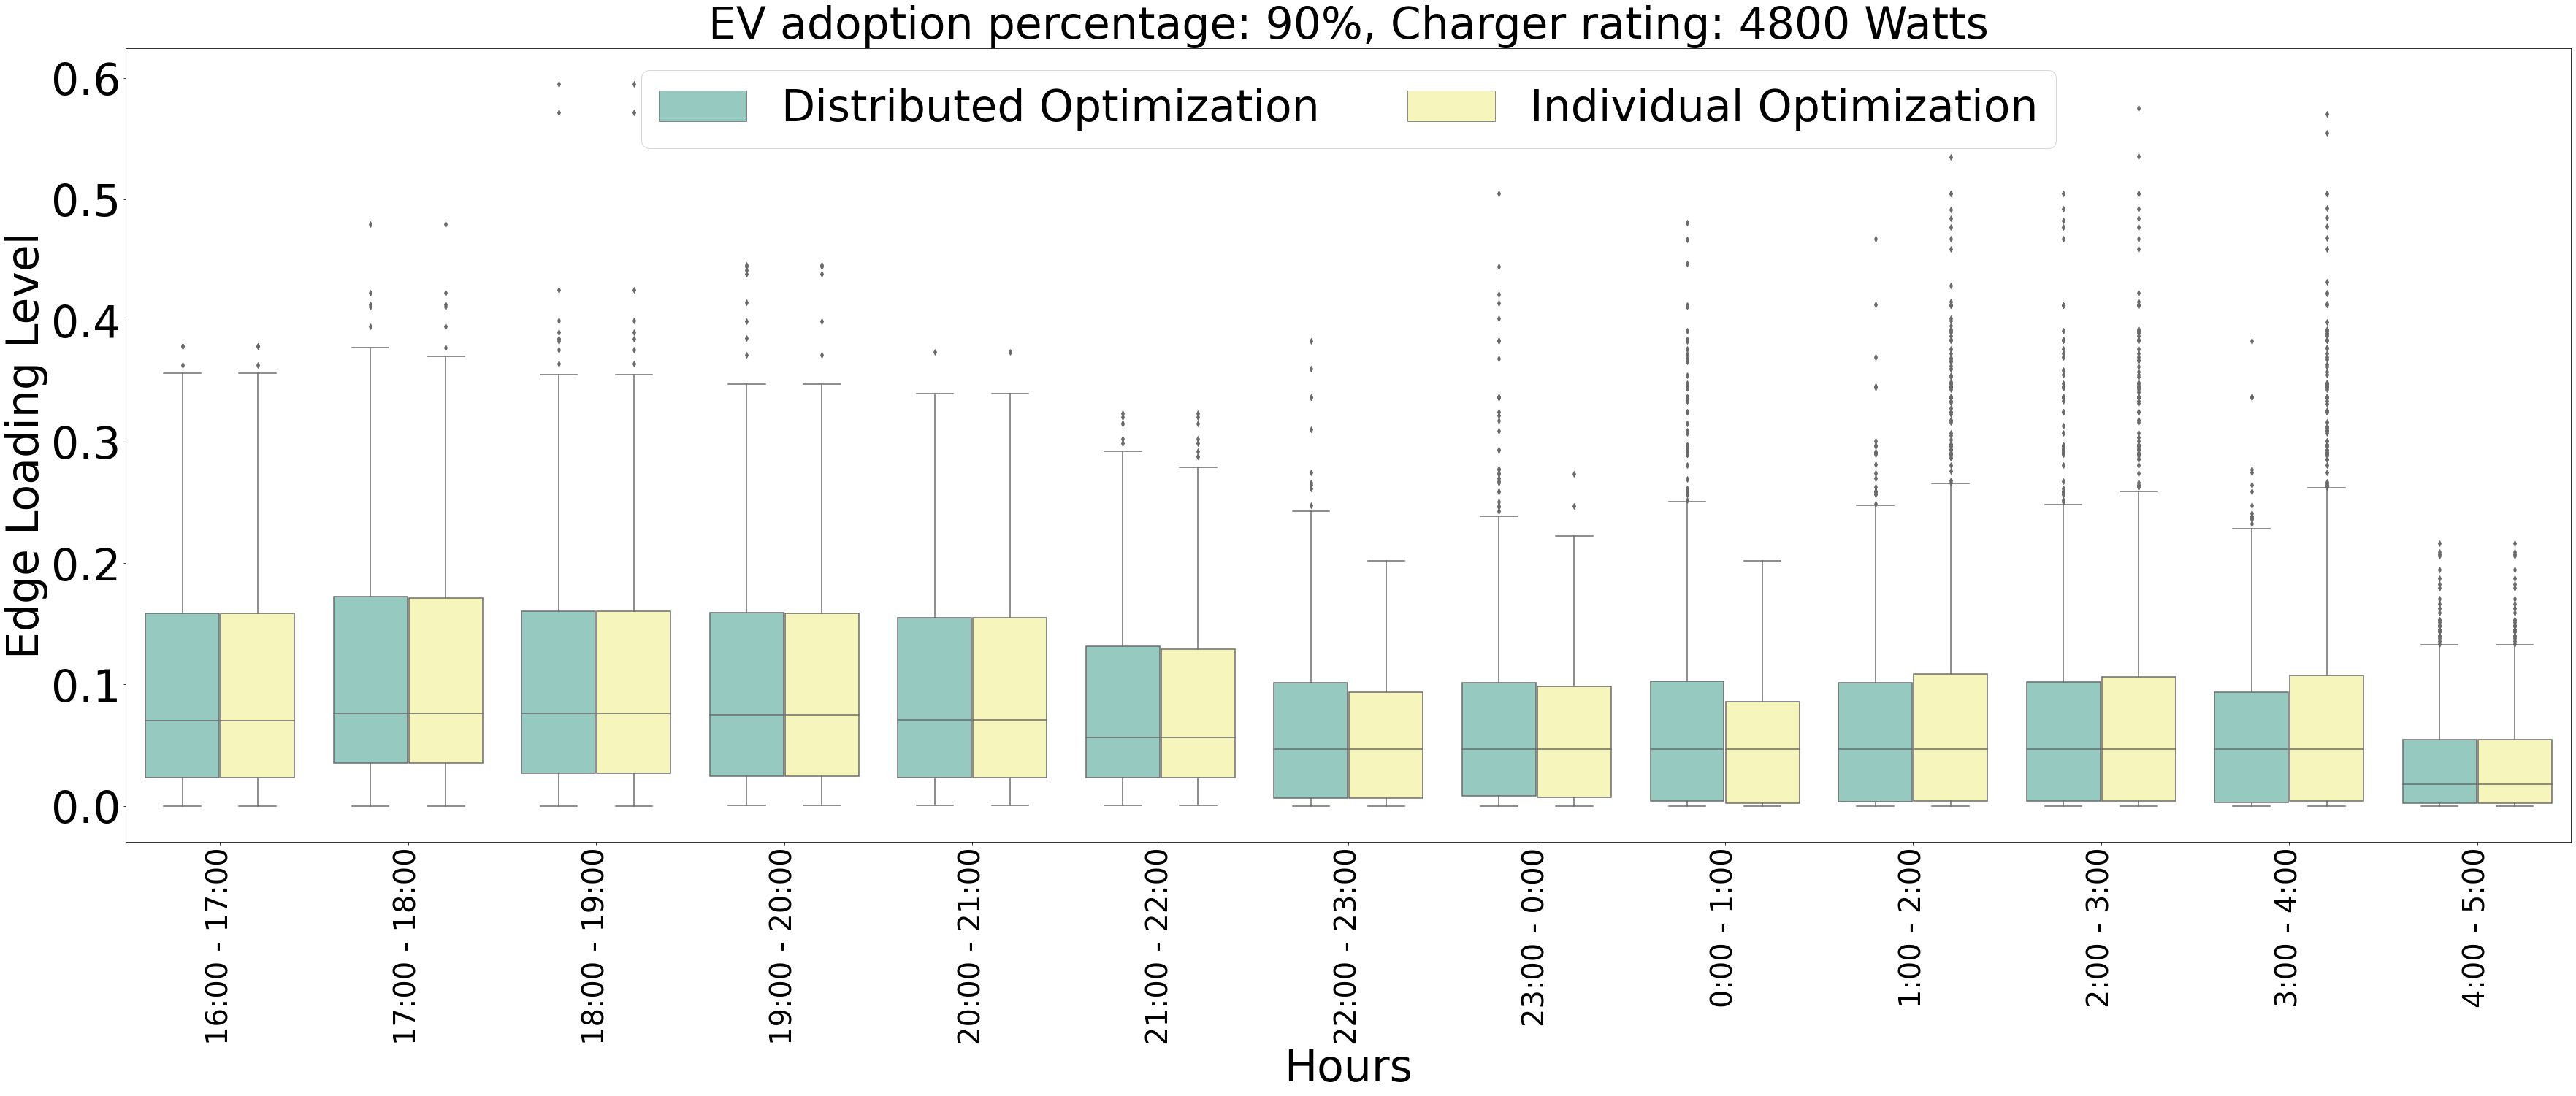 EV adoption percentage: 90%, Charger rating: 4800 Watts
Distributed Optimization
Individual Optimization
Edge Loading Level
0.6
0.5
0.4
0.3
0.2
0.1
0.0
16:00 - 17:00
17:00 - 18:00
18:00 - 19:00
19:00 - 20:00
20:00 - 21:00
21:00 - 22:00
22:00 - 23:00
23:00 - 0:00
0:00 - 1:00
1:00 - 2:00
2:00 - 3:00
3:00 - 4:00
4:00 - 5:00
Hours